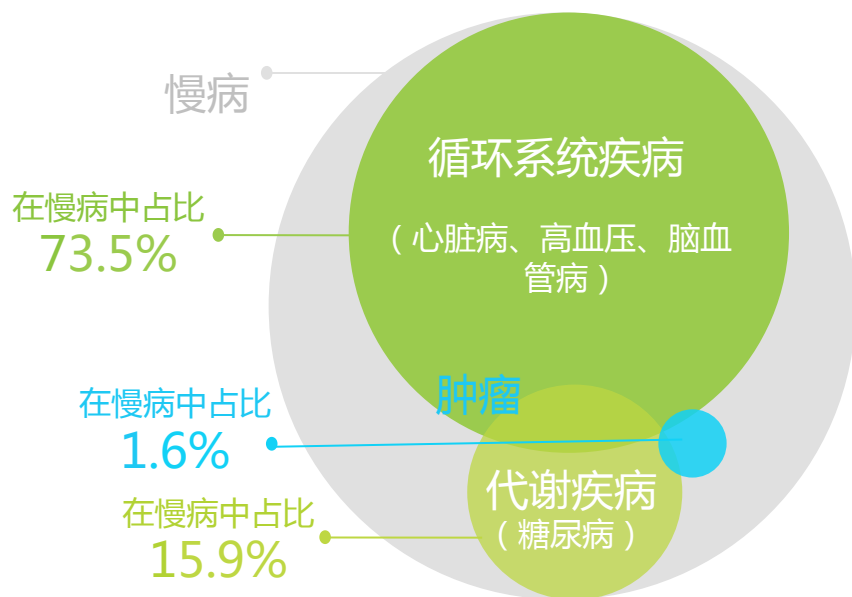 慢病
循环系统疾病
（心脏病、高血压、脑血
管病）
在慢病中占比
73.5%
肿瘤
在慢病中占比
1.6%
代谢疾病
（糖尿病）
在慢病中占比
15.9%